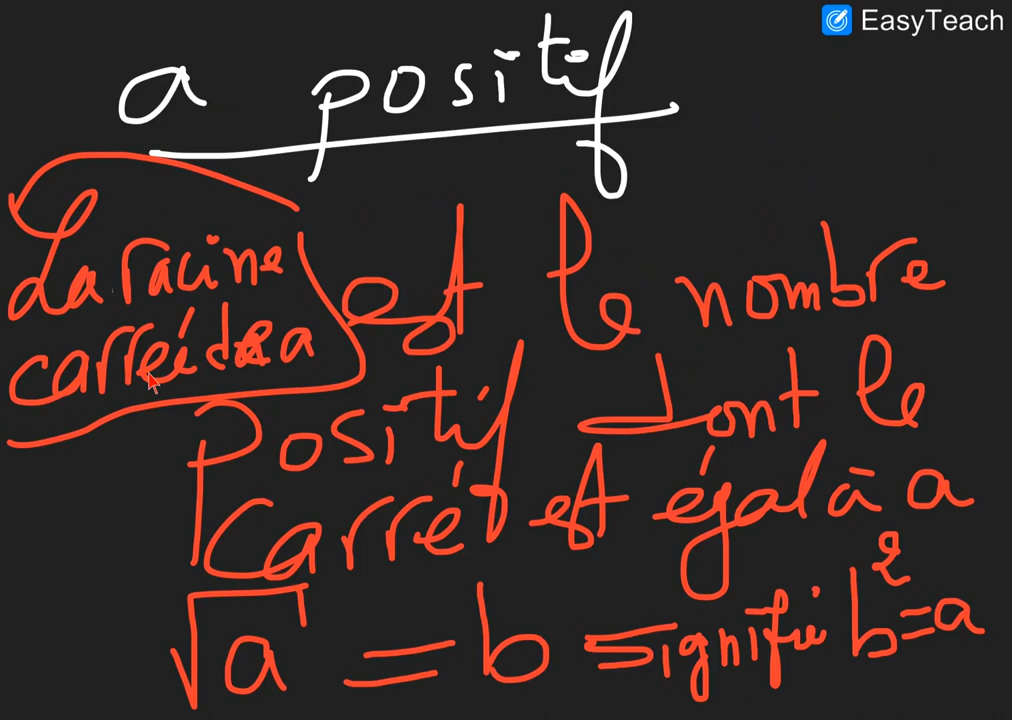 EasyTeach
a positif
La racine
carrée de a
est le nombre
positif dont le
Carré est égal à a
√a = b signifie b² = a